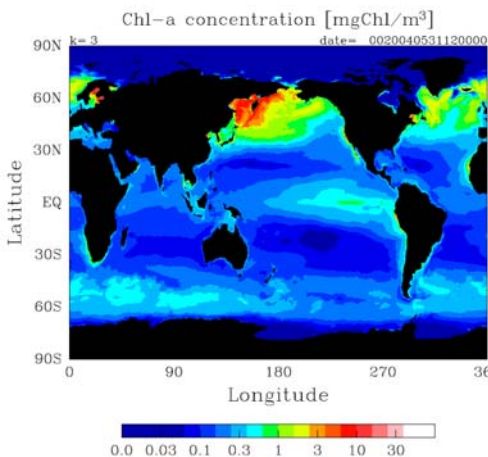 Chl-a concentration [mgChl/m³]
k= 3 date= 0020040531120000
90N
60N
30N
EQ
30S
60S
90S
Latitude
0 90 180 270 36
Longitude
0.0 0.03 0.1 0.3 1 3 10 30